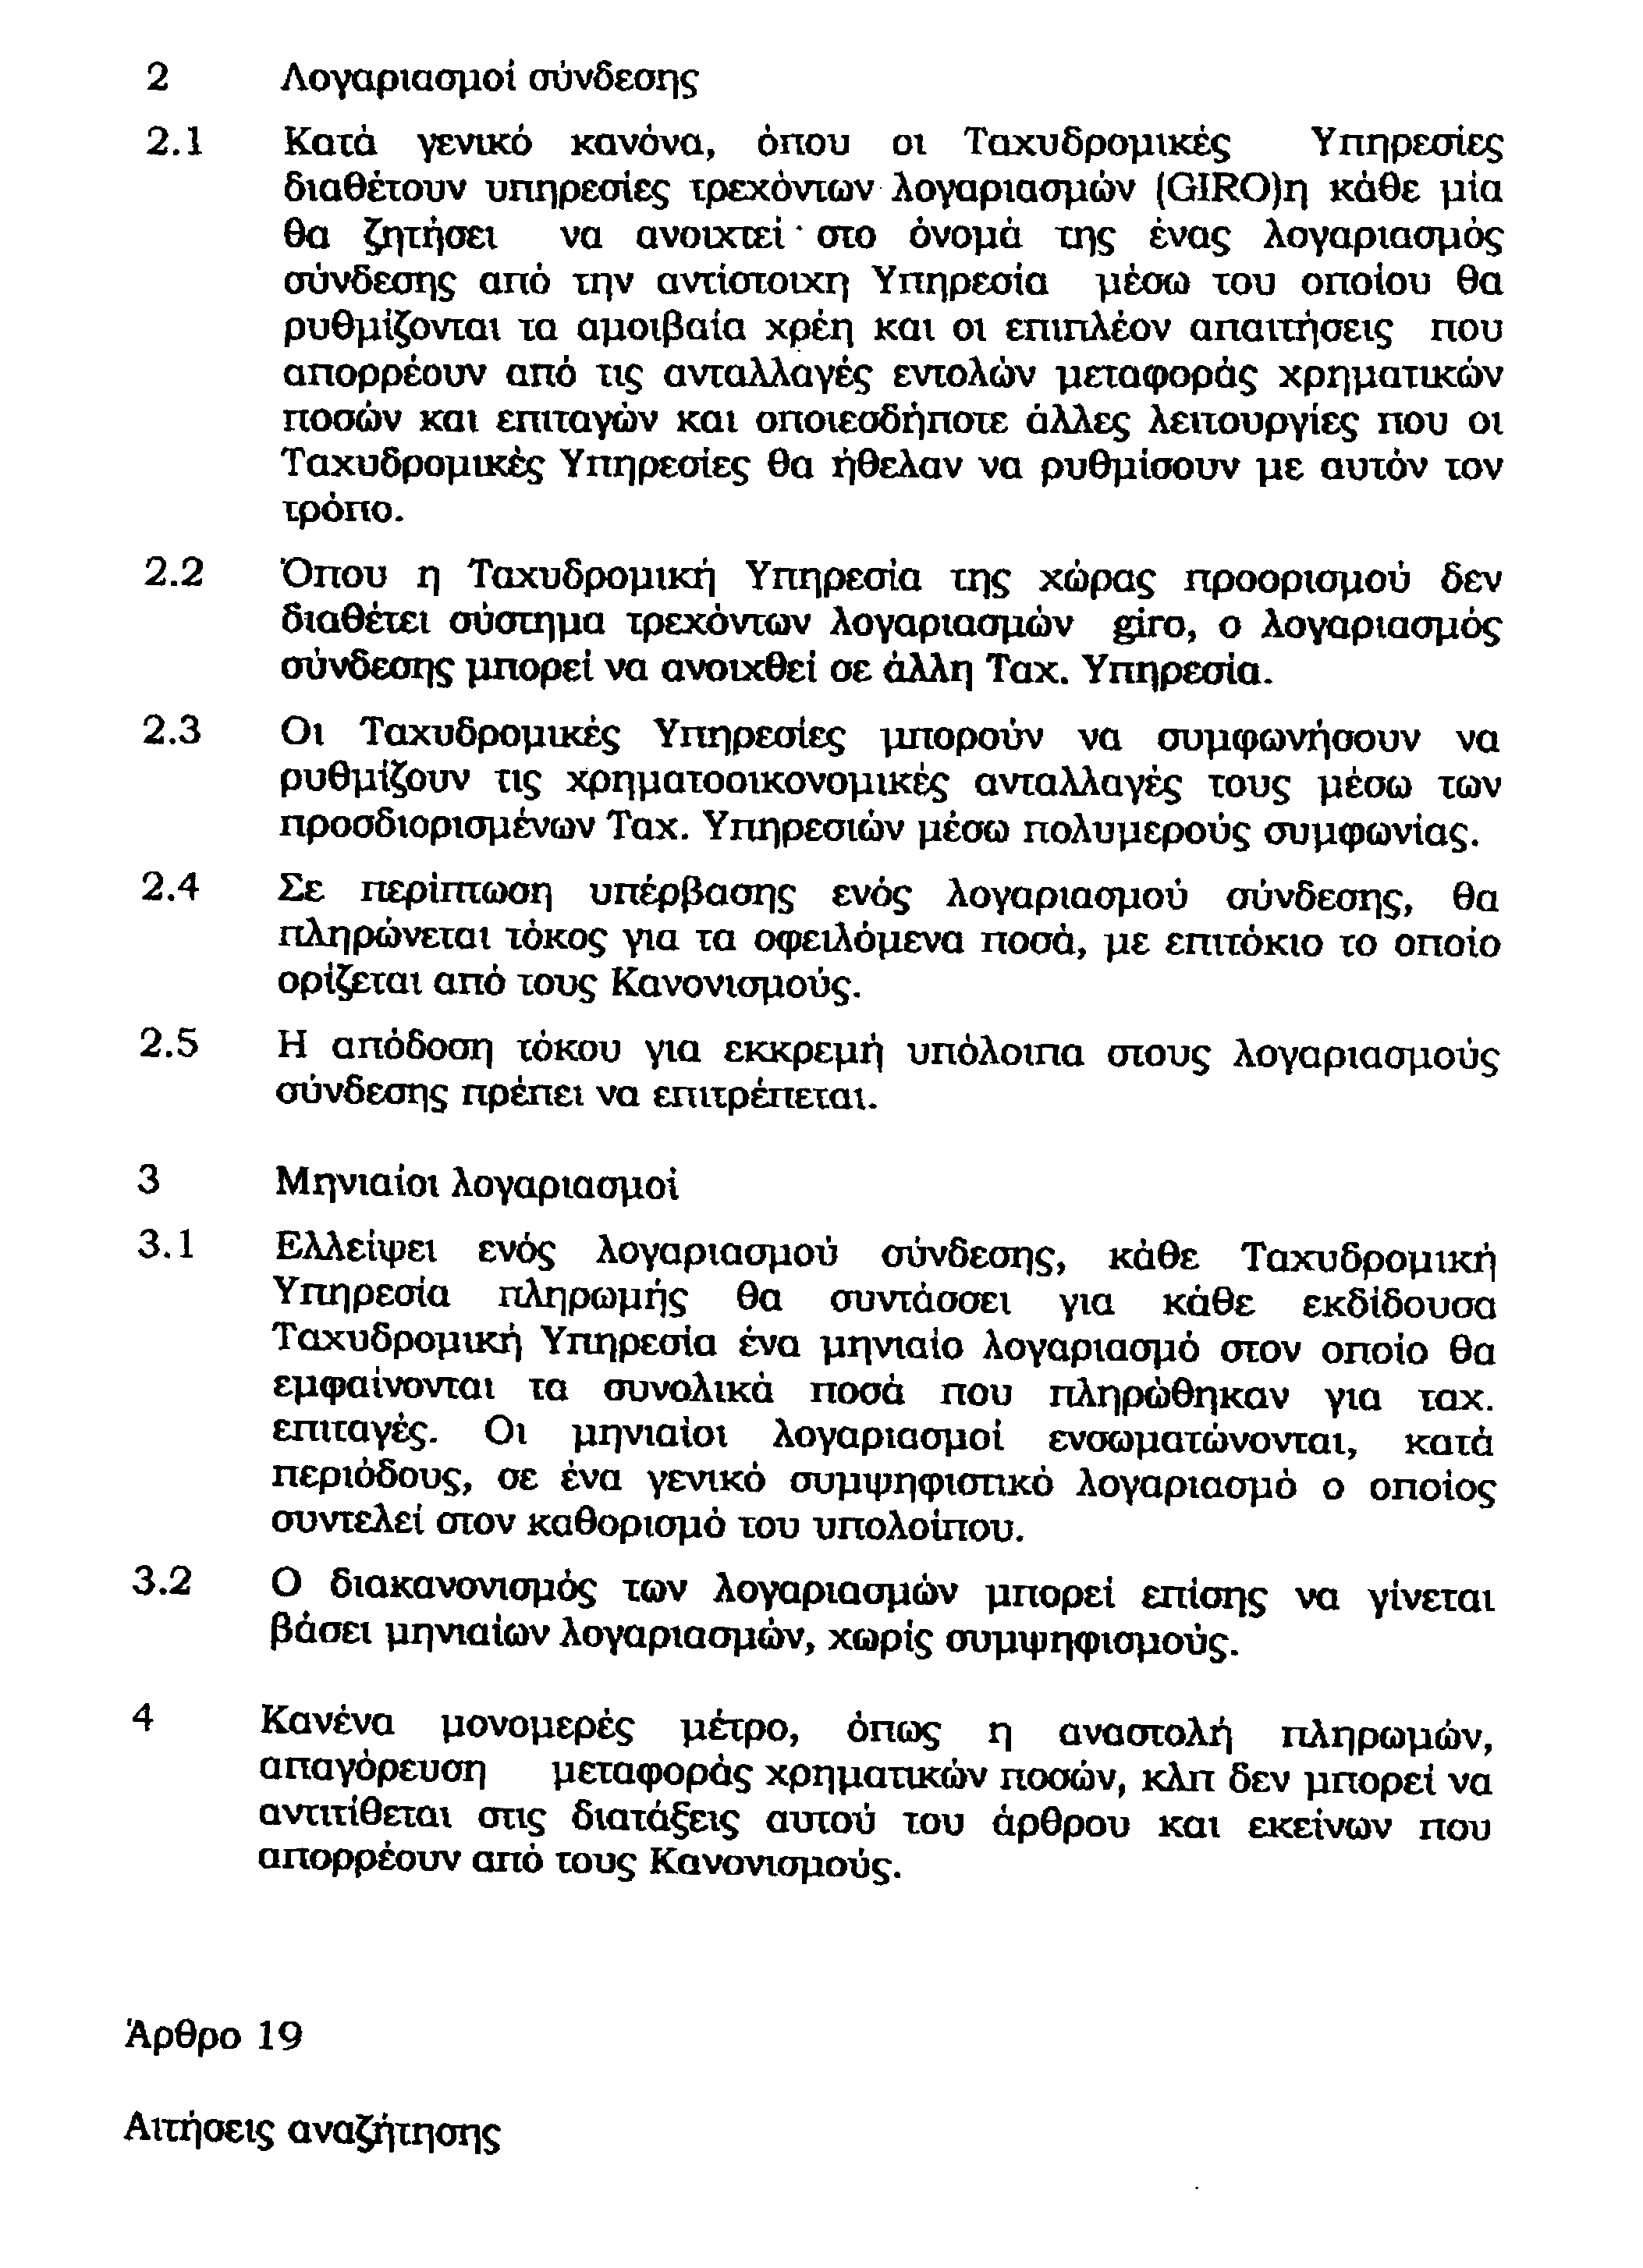 2 Λογαριασμοί σύνδεσης
2.1 Κατά γενικό κανόνα, όπου οι Ταχυδρομικές Υπηρεσίες
διαθέτουν υπηρεσίες τρεχόντων λογαριασμών (GIRO)η κάθε μία
θα ζητήσει να ανοιχτεί στο όνομά της ένας λογαριασμός
σύνδεσης από την αντίστοιχη Υπηρεσία μέσω του οποίου θα
ρυθμίζονται τα αμοιβαία χρέη και οι επιπλέον απαιτήσεις που
απορρέουν από τις ανταλλαγές εντολών μεταφοράς χρηματικών
ποσών και επιταγών και οποιεσδήποτε άλλες λειτουργίες που οι
Ταχυδρομικές Υπηρεσίες θα ήθελαν να ρυθμίσουν με αυτόν τον
τρόπο.
2.2 Όπου η Ταχυδρομική Υπηρεσία της χώρας προορισμού δεν
διαθέτει σύστημα τρεχόντων λογαριασμών giro, ο λογαριασμός
σύνδεσης μπορεί να ανοιχθεί σε άλλη Ταχ. Υπηρεσία.
2.3 Οι Ταχυδρομικές Υπηρεσίες μπορούν να συμφωνήσουν να
ρυθμίζουν τις χρηματοοικονομικές ανταλλαγές τους μέσω των
προσδιορισμένων Ταχ. Υπηρεσιών μέσω πολυμερούς συμφωνίας.
2.4 Σε περίπτωση υπέρβασης ενός λογαριασμού σύνδεσης, θα
πληρώνεται τόκος για τα οφειλόμενα ποσά, με επιτόκιο το οποίο
ορίζεται από τους Κανονισμούς.
2.5 Η απόδοση τόκου για εκκρεμή υπόλοιπα στους λογαριασμούς
σύνδεσης πρέπει να επιτρέπεται.
3 Μηνιαίοι λογαριασμοί
3.1 Ελλείψει ενός λογαριασμού σύνδεσης, κάθε Ταχυδρομική
Υπηρεσία πληρωμής θα συντάσσει για κάθε εκδίδουσα
Ταχυδρομική Υπηρεσία ένα μηνιαίο λογαριασμό στον οποίο θα
εμφαίνονται τα συνολικά ποσά που πληρώθηκαν για ταχ.
επιταγές. Οι μηνιαίοι λογαριασμοί ενσωματώνονται, κατά
περιόδους, σε ένα γενικό συμψηφιστικό λογαριασμό ο οποίος
συντελεί στον καθορισμό του υπολοίπου.
3.2 Ο διακανονισμός των λογαριασμών μπορεί επίσης να γίνεται
βάσει μηνιαίων λογαριασμών, χωρίς συμψηφισμούς.
4 Κανένα μονομερές μέτρο, όπως η αναστολή πληρωμών,
απαγόρευση μεταφοράς χρηματικών ποσών, κλπ δεν μπορεί να
αντιτίθεται στις διατάξεις αυτού του άρθρου και εκείνων που
απορρέουν από τους Κανονισμούς.
Άρθρο 19
Αιτήσεις αναζήτησης